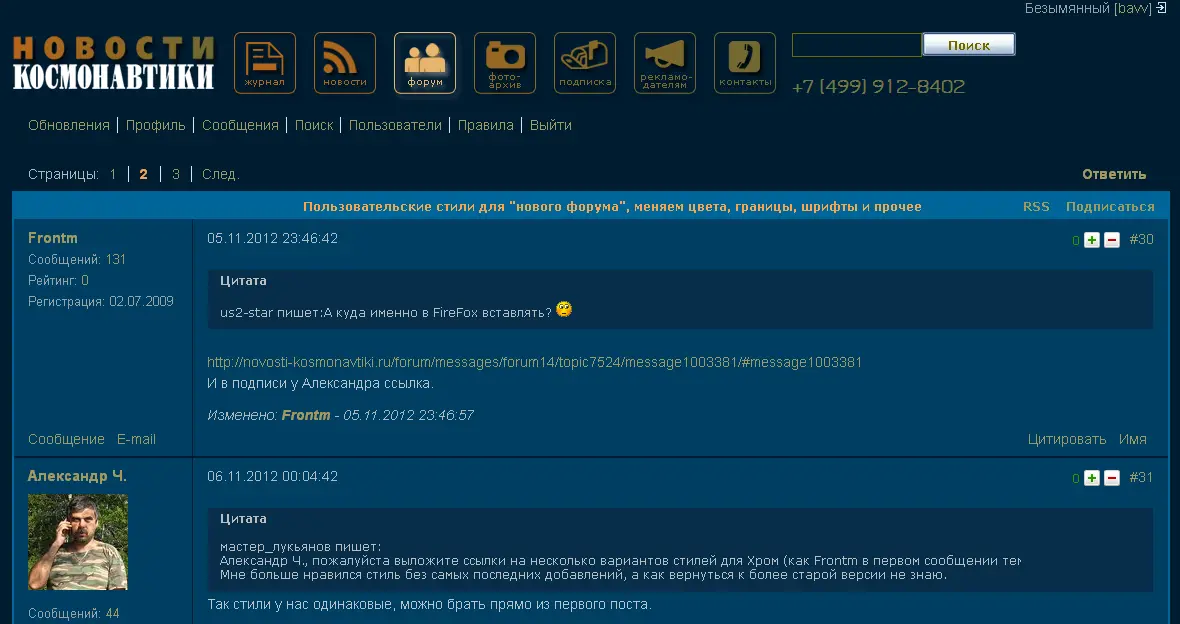 Безымянный [bavv]
НОВОСТИ
КОСМОНАВТИКИ
журнал
новости
форум
фото-
архив
подписка
рекламо-
дателям
контакты
Поиск
+7 (499) 912-8402
Обновления | Профиль | Сообщения | Поиск | Пользователи | Правила | Выйти
Страницы: 1 | 2 | 3 | След.
Ответить
Пользовательские стили для "нового форума", меняем цвета, границы, шрифты и прочее
RSS Подписаться
Frontm
Сообщений: 131
Рейтинг: 0
Регистрация: 02.07.2009
05.11.2012 23:46:42
0 + − #30
Цитата
us2-star пишет:А куда именно в FireFox вставлять?
http://novosti-kosmonavtiki.ru/forum/messages/forum14/topic7524/message1003381/#message1003381
И в подписи у Александра ссылка.
Изменено: Frontm - 05.11.2012 23:46:57
Сообщение E-mail
Цитировать Имя
Александр Ч.
Сообщений: 44
06.11.2012 00:04:42
0 + − #31
Цитата
мастер_лукьянов пишет:
Александр Ч., пожалуйста выложите ссылки на несколько вариантов стилей для Хром (как Frontm в первом сообщении тем
Мне больше нравился стиль без самых последних добавлений, а как вернуться к более старой версии не знаю.
Так стили у нас одинаковые, можно брать прямо из первого поста.